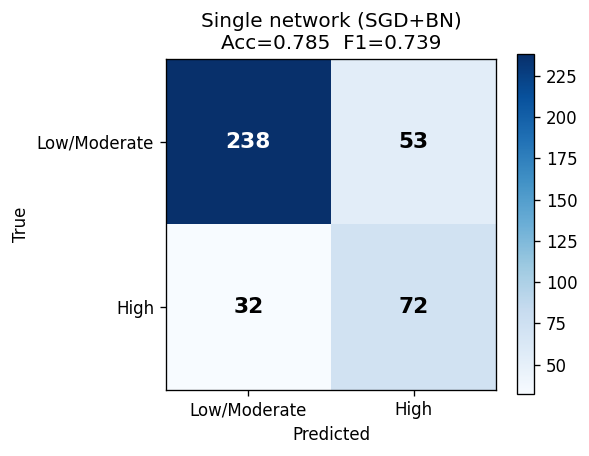 Single network (SGD+BN)
Acc=0.785  F1=0.739
Low/Moderate
238
53
High
32
72
Low/Moderate
High
Predicted
True
225
200
175
150
125
100
75
50